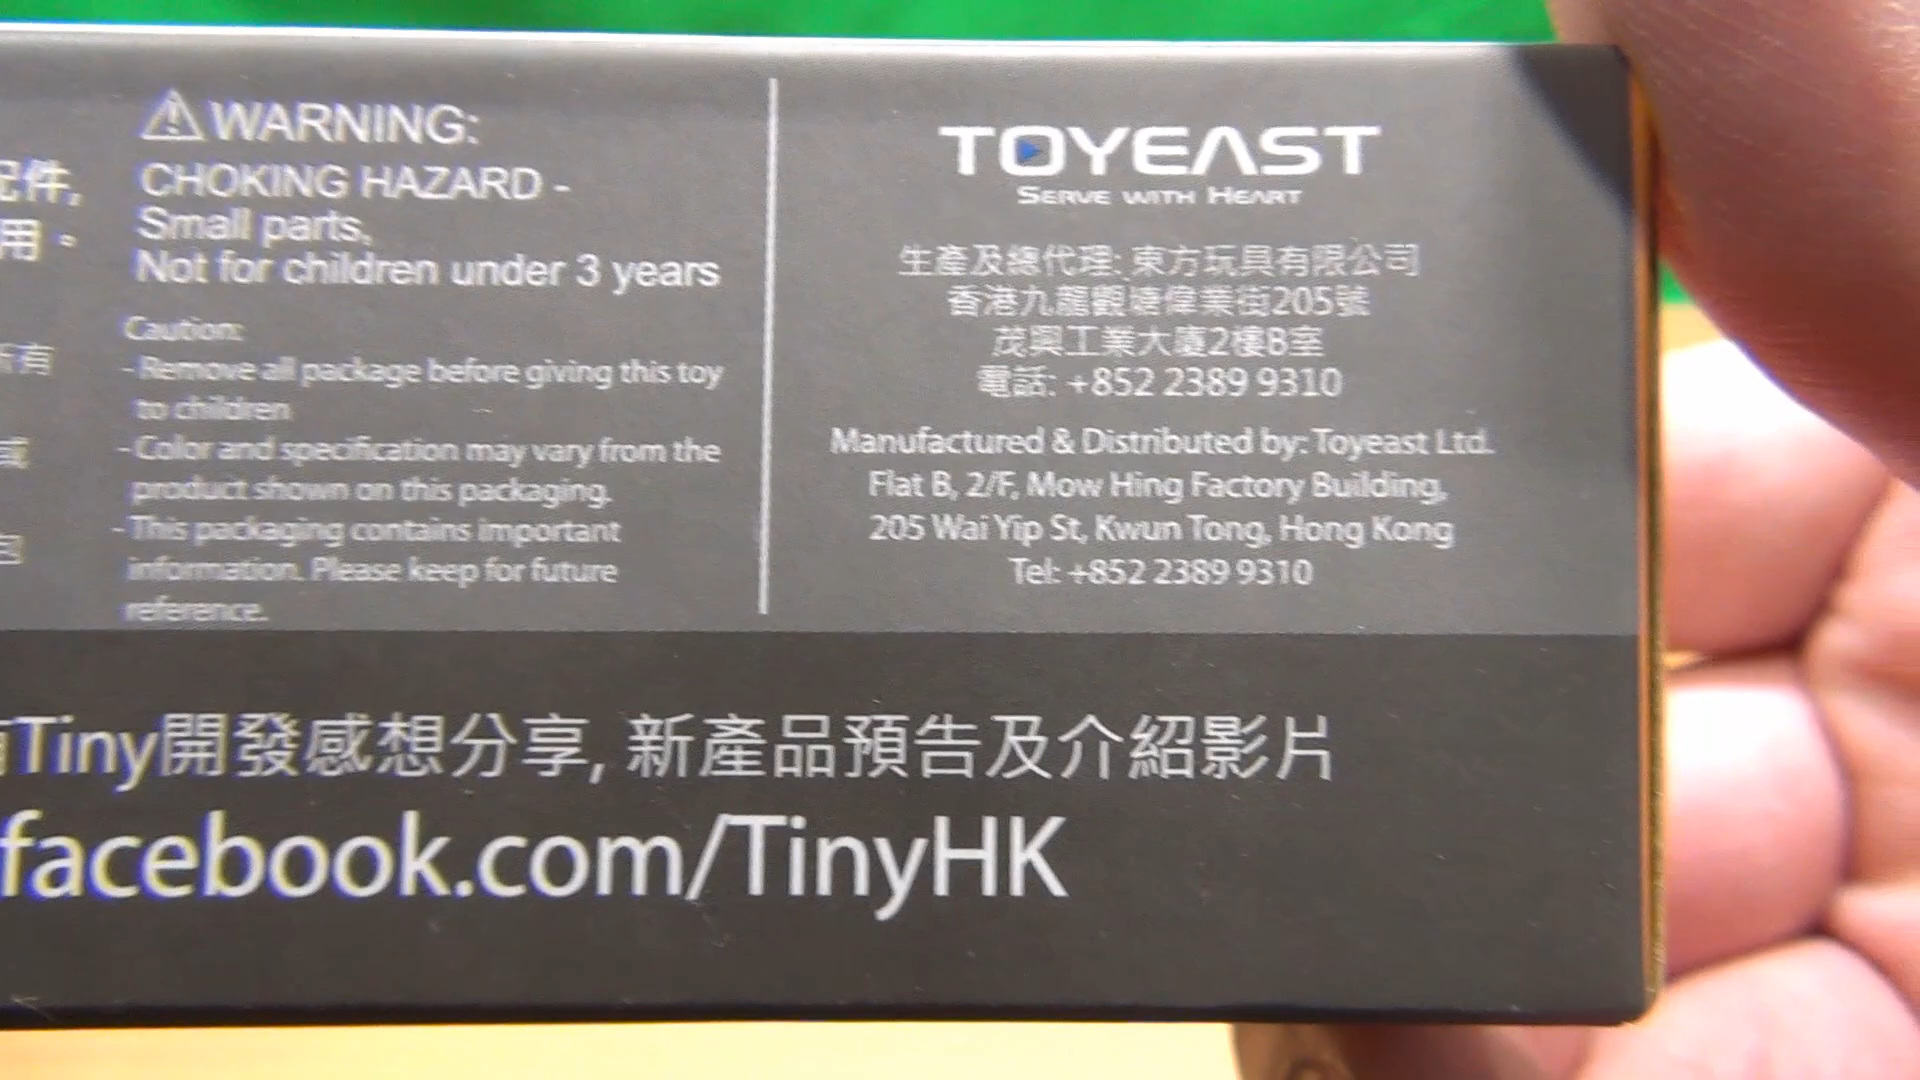 配件,
用。
所有
或
包
WARNING:
CHOKING HAZARD -
Small parts,
Not for children under 3 years
Caution:
- Remove all package before giving this toy
to children
- Color and specification may vary from the
product shown on this packaging.
- This packaging contains important
information. Please keep for future
reference.
TOYEAST
SERVE WITH HEART
生產及總代理: 東方玩具有限公司
香港九龍觀塘偉業街205號
茂興工業大廈2樓B室
電話: +852 2389 9310
Manufactured & Distributed by: Toyeast Ltd.
Flat B, 2/F, Mow Hing Factory Building,
205 Wai Yip St, Kwun Tong, Hong Kong
Tel: +852 2389 9310
Tiny開發感想分享, 新產品預告及介紹影片
facebook.com/TinyHK